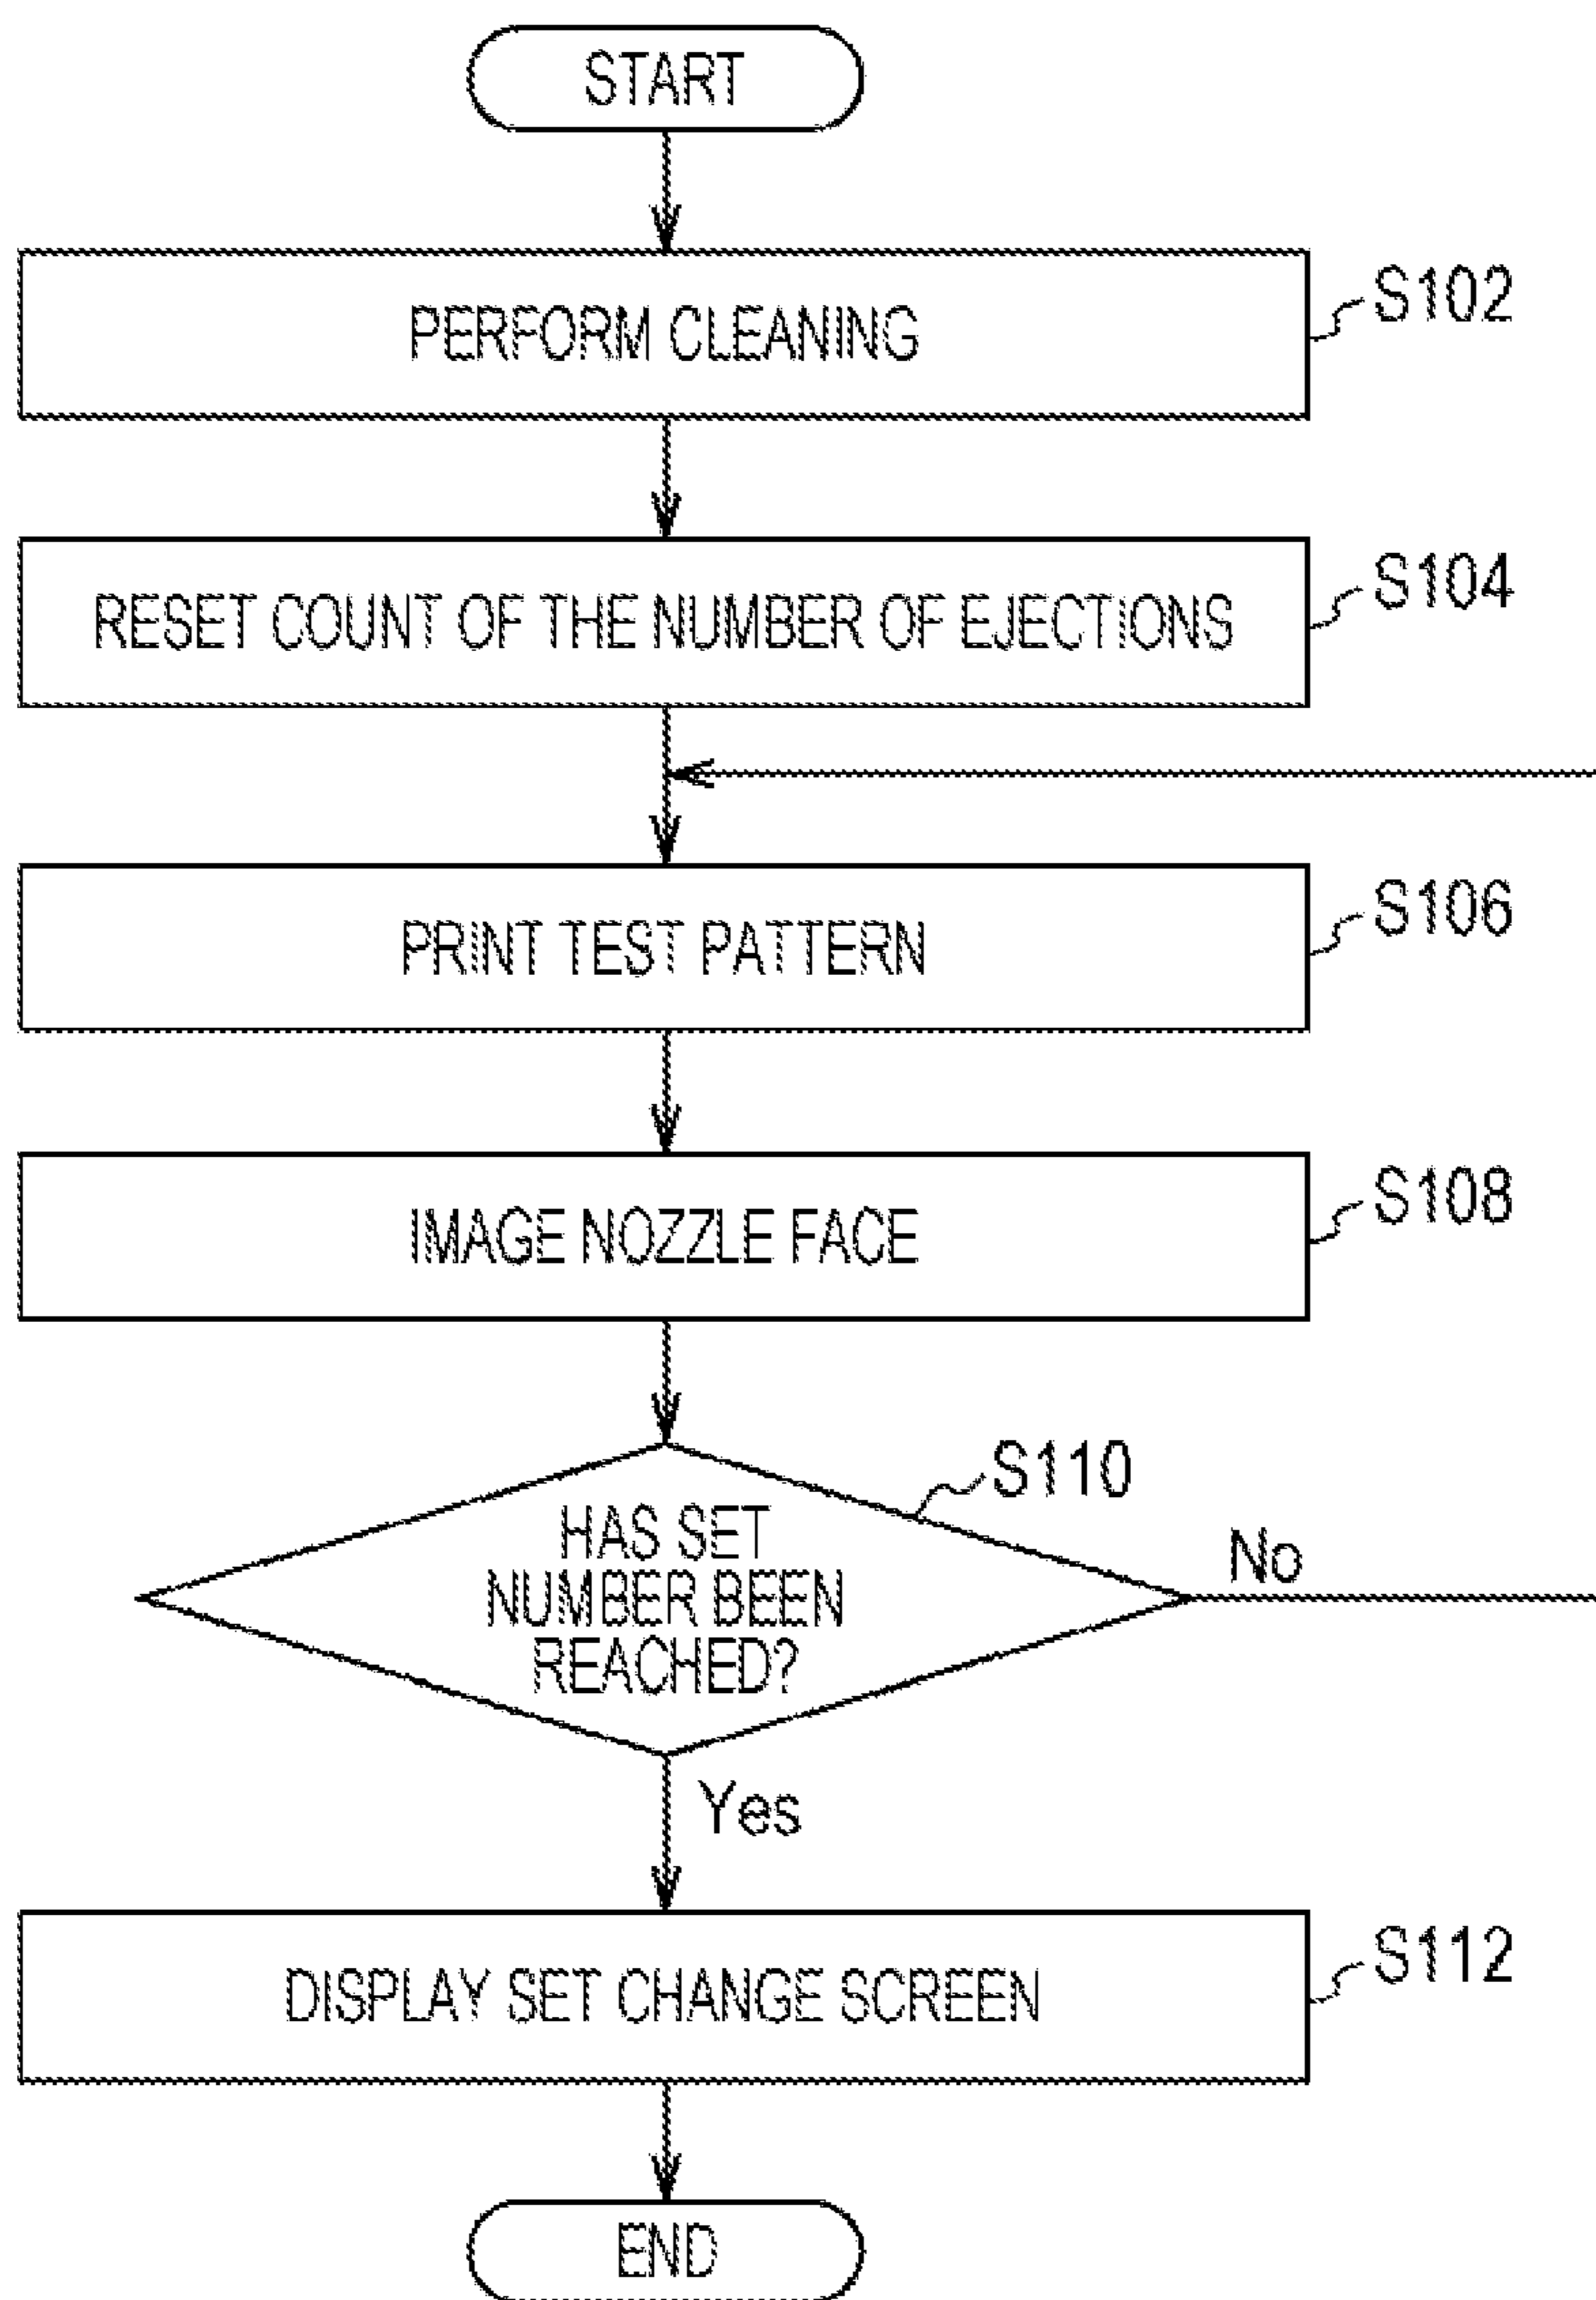 START
PERFORM CLEANING
S102
RESET COUNT OF THE NUMBER OF EJECTIONS
S104
PRINT TEST PATTERN
S106
IMAGE NOZZLE FACE
S108
HAS SET
NUMBER BEEN
REACHED?
S110
No
Yes
DISPLAY SET CHANGE SCREEN
S112
END